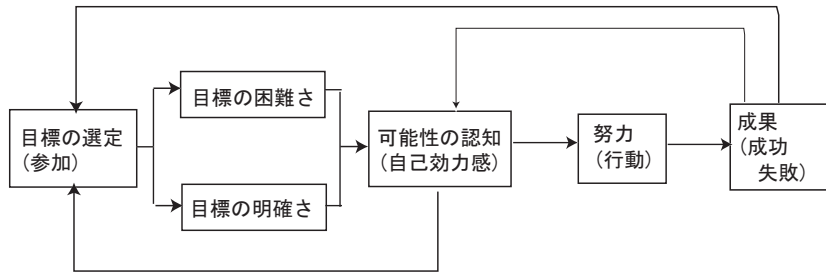 目標の選定
(参加)
目標の困難さ
目標の明確さ
可能性の認知
(自己効力感)
努力
(行動)
成果
(成功
失敗)